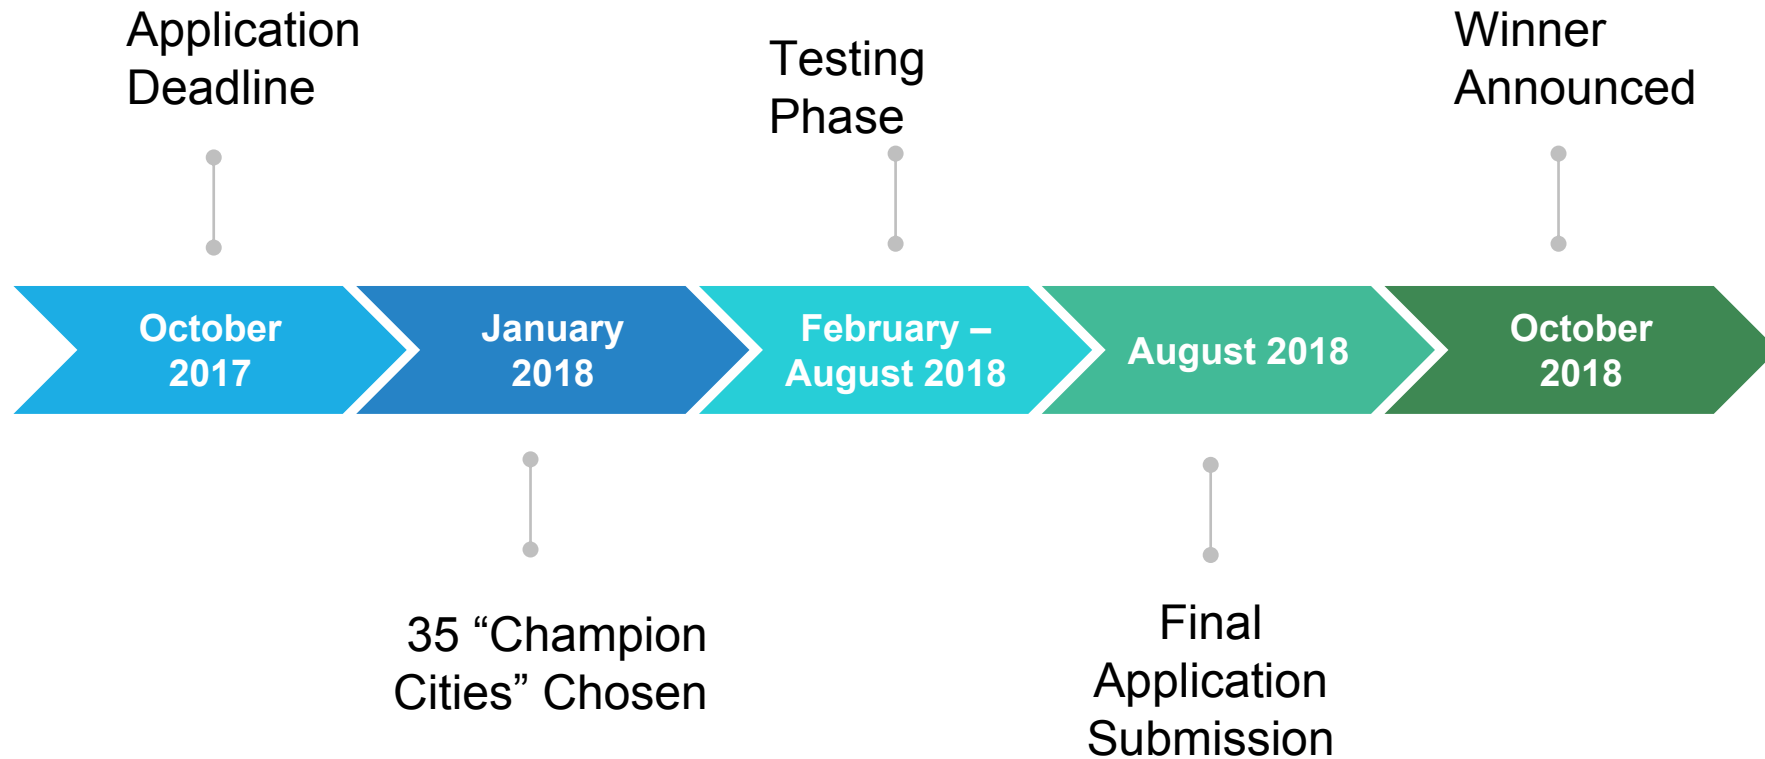 Application
Deadline
Testing
Phase
Winner
Announced
October
2017
January
2018
February –
August 2018
August 2018
October
2018
35 “Champion
Cities” Chosen
Final
Application
Submission